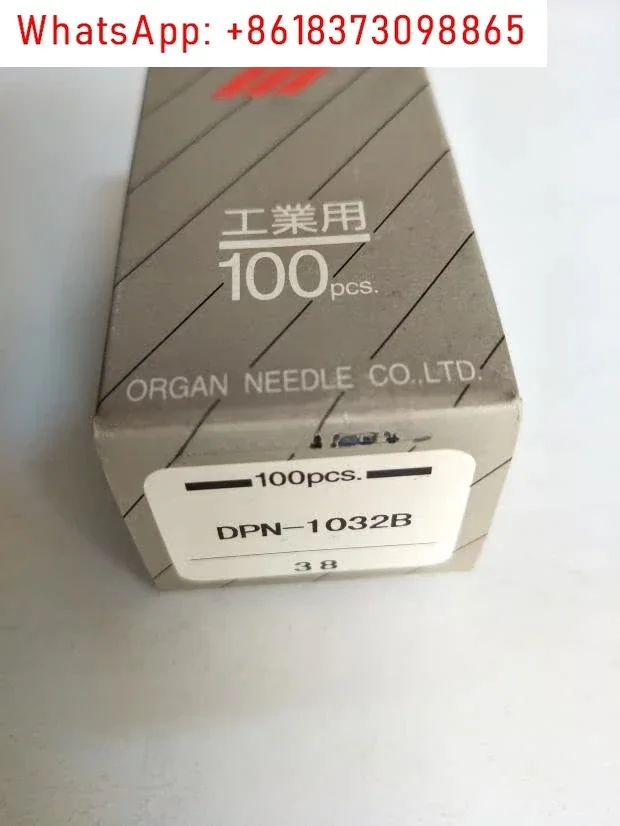 WhatsApp: +8618373098865
工業用
100pcs.
ORGAN NEEDLE CO.,LTD.
100pcs.
DPN-1032B
38